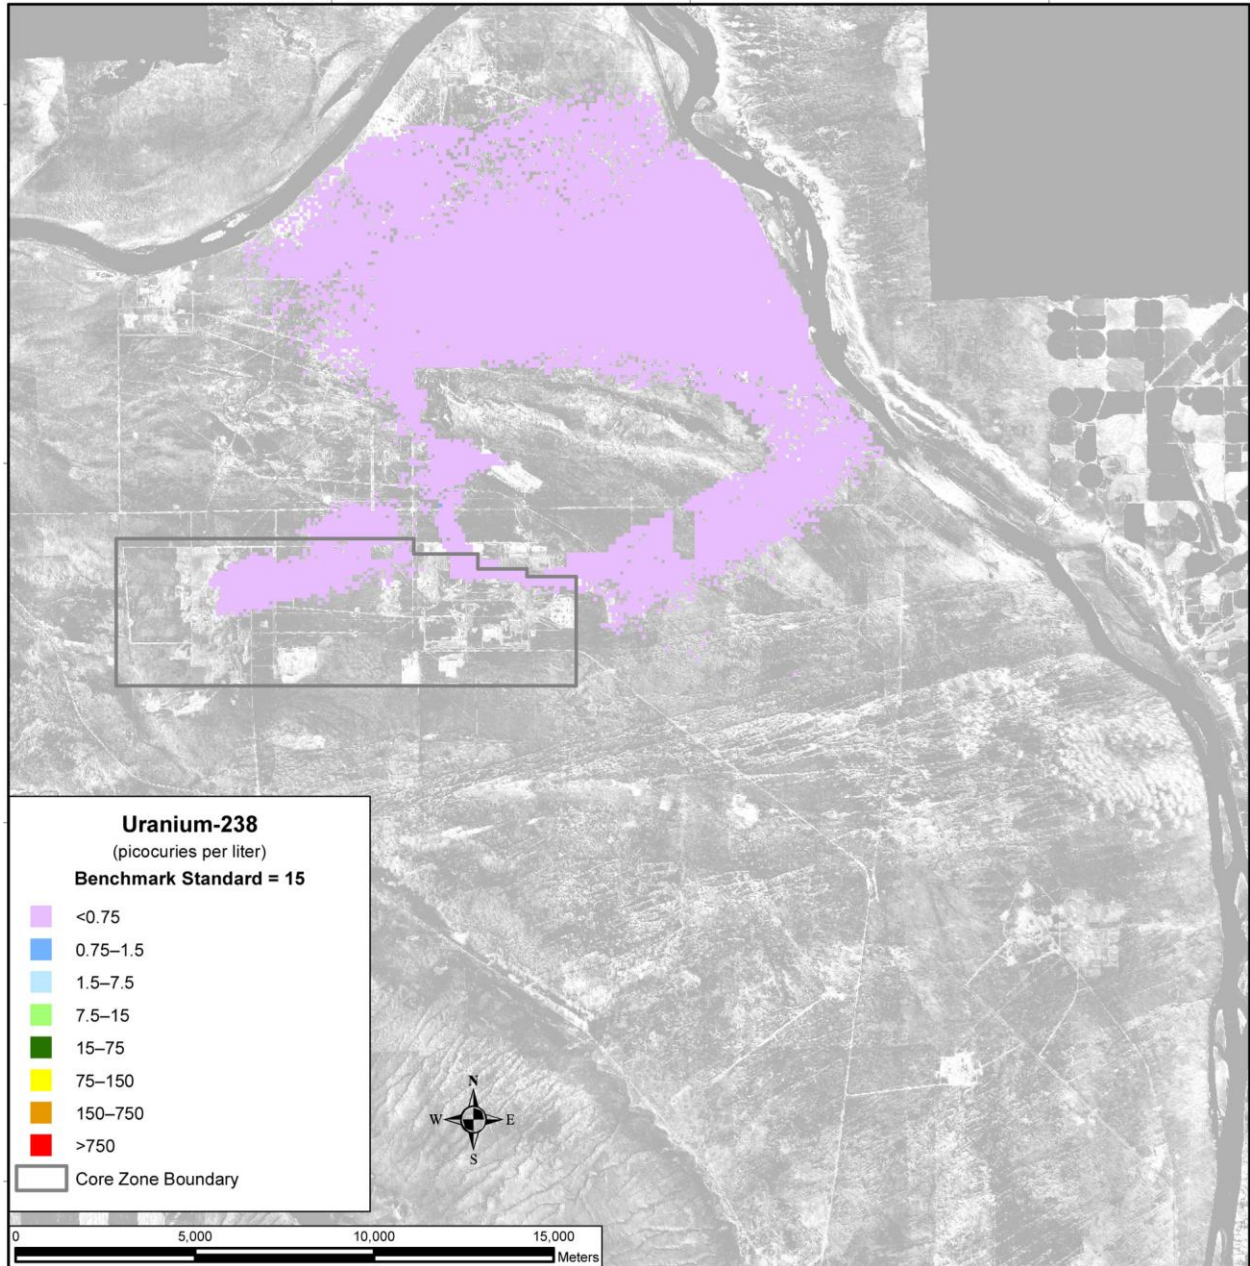 Uranium-238
(picocuries per liter)
Benchmark Standard = 15
<0.75
0.75–1.5
1.5–7.5
7.5–15
15–75
75–150
150–750
>750
Core Zone Boundary
N
W E
S
0 5,000 10,000 15,000
Meters